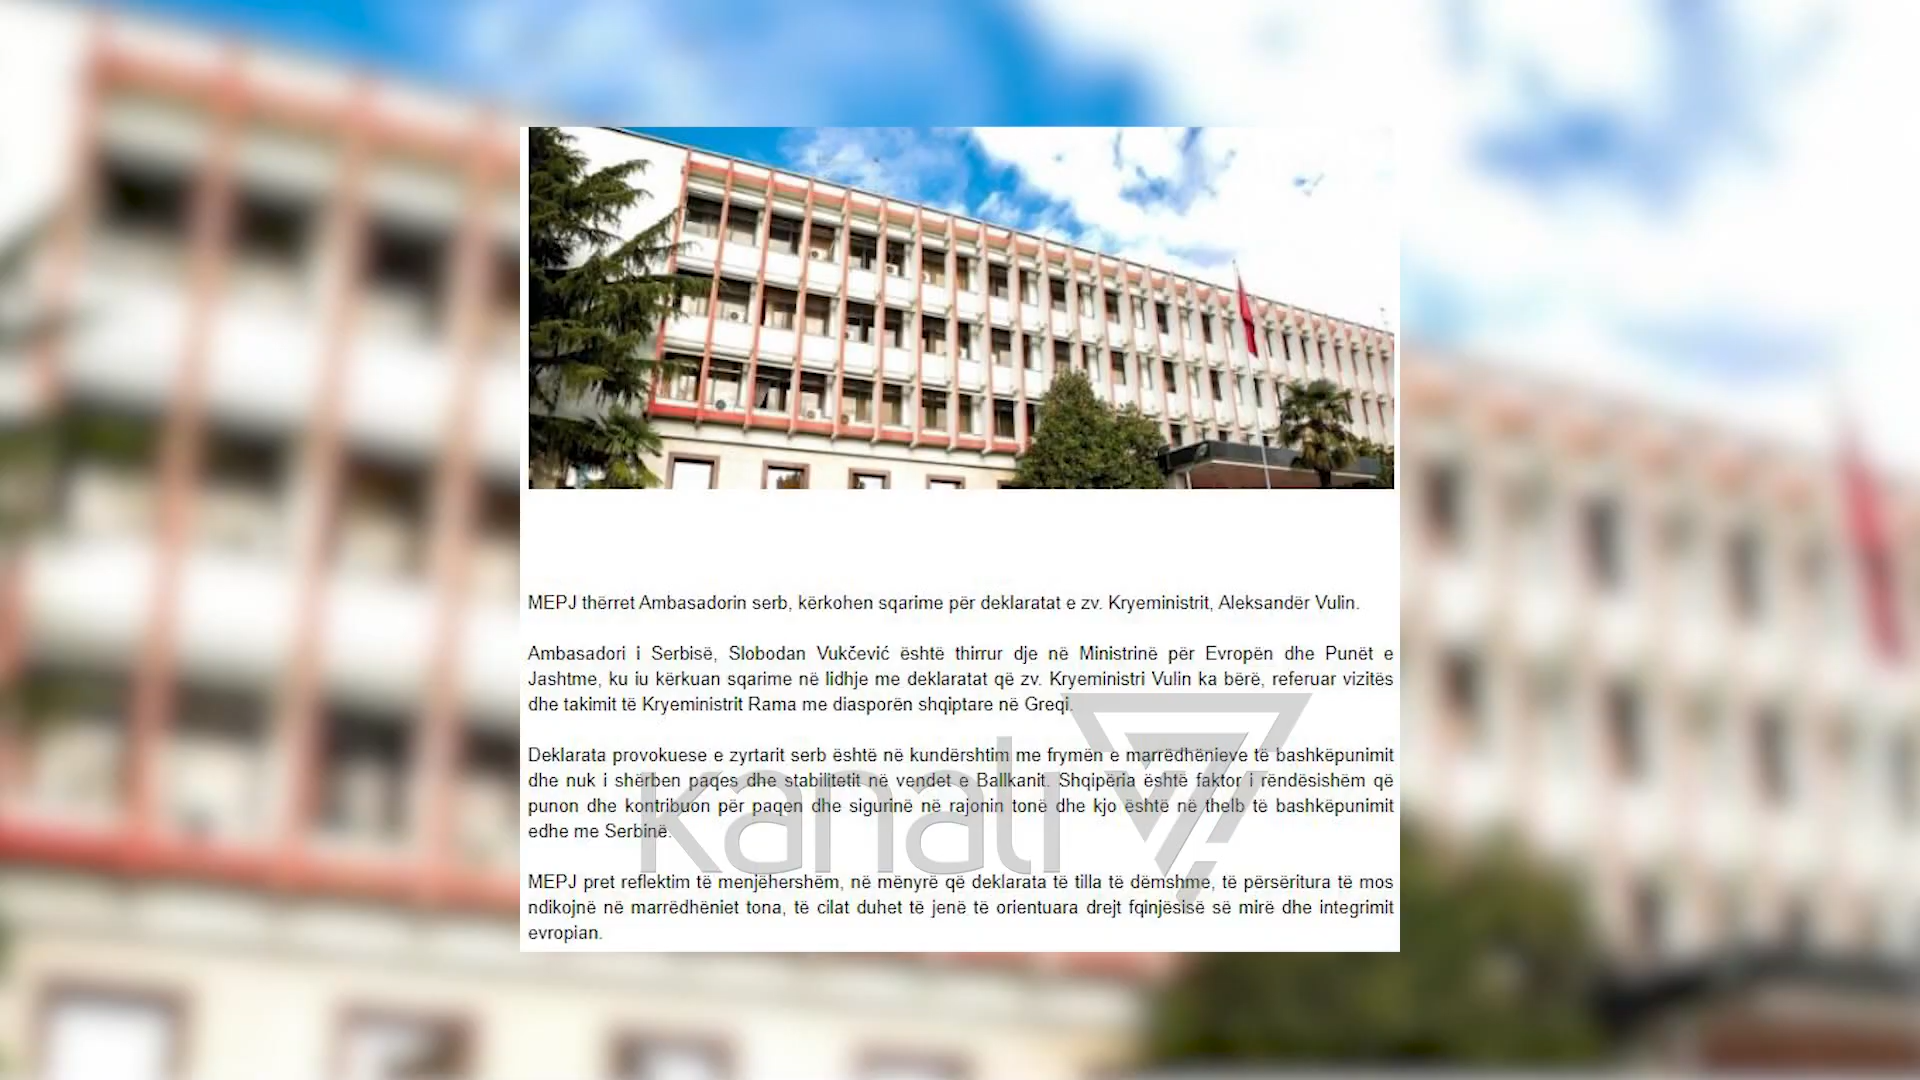 MEPJ thërret Ambasadorin serb, kërkohen sqarime për deklaratat e zv. Kryeministrit, Aleksandër Vulin.
Ambasadori i Serbisë, Slobodan Vukčević është thirrur dje në Ministrinë për Evropën dhe Punët e
Jashtme, ku iu kërkuan sqarime në lidhje me deklaratat që zv. Kryeministri Vulin ka bërë, referuar vizitës
dhe takimit të Kryeministrit Rama me diasporën shqiptare në Greqi.
Deklarata provokuese e zyrtarit serb është në kundërshtim me frymën e marrëdhënieve të bashkëpunimit
dhe nuk i shërben paqes dhe stabilitetit në vendet e Ballkanit. Shqipëria është faktor i rëndësishëm që
punon dhe kontribuon për paqen dhe sigurinë në rajonin tonë dhe kjo është në thelb të bashkëpunimit
edhe me Serbinë.
kanali 7
MEPJ pret reflektim të menjëhershëm, në mënyrë që deklarata të tilla të dëmshme, të përsëritura të mos
ndikojnë në marrëdhëniet tona, të cilat duhet të jenë të orientuara drejt fqinjësisë së mirë dhe integrimit
evropian.